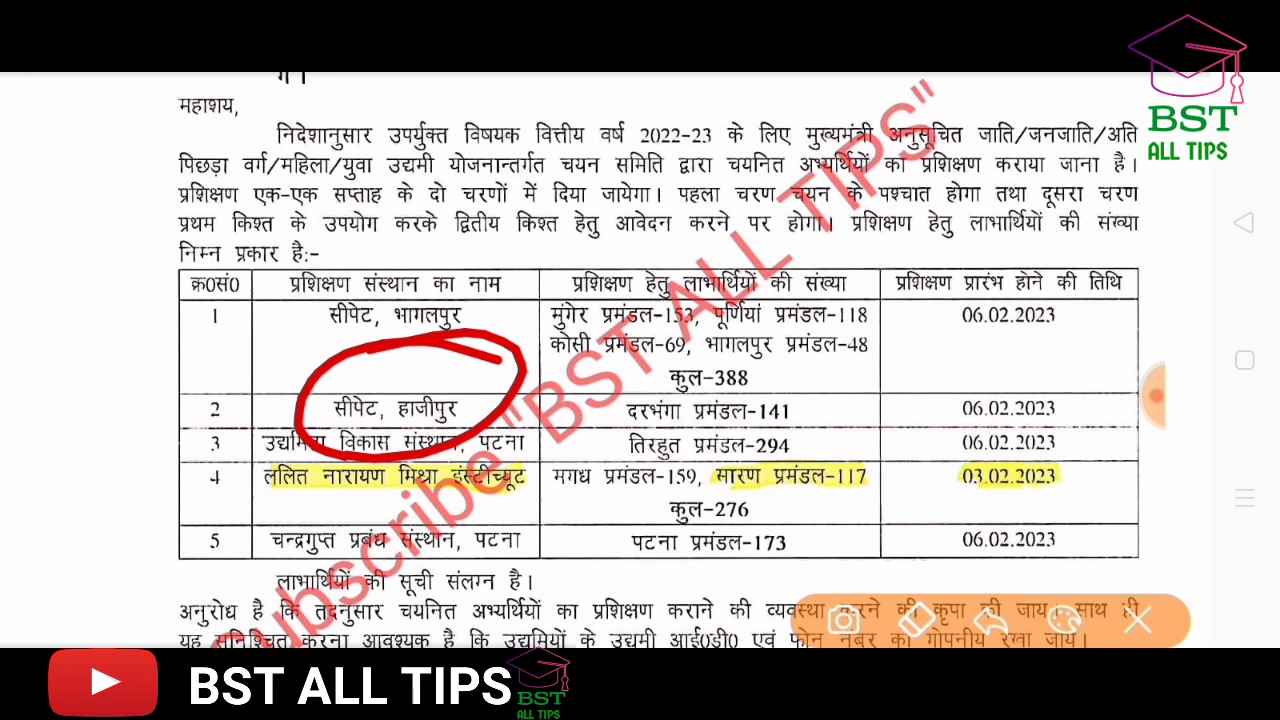 ग ।
BST
ALL TIPS
महाशय,
निदेशानुसार उपर्युक्त विषयक वित्तीय वर्ष 2022-23 के लिए मुख्यमंत्री अनुसूचित जाति/जनजाति/अति
पिछड़ा वर्ग/महिला/युवा उद्यमी योजनान्तर्गत चयन समिति द्वारा चयनित अभ्यर्थियों का प्रशिक्षण कराया जाना है।
प्रशिक्षण एक-एक सप्ताह के दो चरणों में दिया जायेगा। पहला चरण चयन के पश्चात होगा तथा दूसरा चरण
प्रथम किश्त के उपयोग करके द्वितीय किश्त हेतु आवेदन करने पर होगा। प्रशिक्षण हेतु लाभार्थियों की संख्या
निम्न प्रकार है:-
क्र0सं0 प्रशिक्षण संस्थान का नाम प्रशिक्षण हेतु लाभार्थियों की संख्या प्रशिक्षण प्रारंभ होने की तिथि
1 सीपेट, भागलपुर मुंगेर प्रमंडल-153, पूर्णियां प्रमंडल-118 06.02.2023
कोसी प्रमंडल-69, भागलपुर प्रमंडल-48
कुल-388
2 सीपेट, हाजीपुर दरभंगा प्रमंडल-141 06.02.2023
3 उद्यमिता विकास संस्थान, पटना तिरहुत प्रमंडल-294 06.02.2023
4 ललित नारायण मिश्रा इंस्टीच्यूट मगध प्रमंडल-159, सारण प्रमंडल-117 03.02.2023
कुल-276
5 चन्द्रगुप्त प्रबंध संस्थान, पटना पटना प्रमंडल-173 06.02.2023
लाभार्थियों की सूची संलग्न है।
अनुरोध है कि तदनुसार चयनित अभ्यर्थियों का प्रशिक्षण कराने की व्यवस्था करने की कृपा की जाय। साथ ही
यह सुनिश्चित करना आवश्यक है कि उद्यमियों के उद्यमी आई0डी0 एवं फोन नंबर को गोपनीय रखा जाय।
ubscribe "BST ALL TIPS"
BST ALL TIPS
BST
ALL TIPS